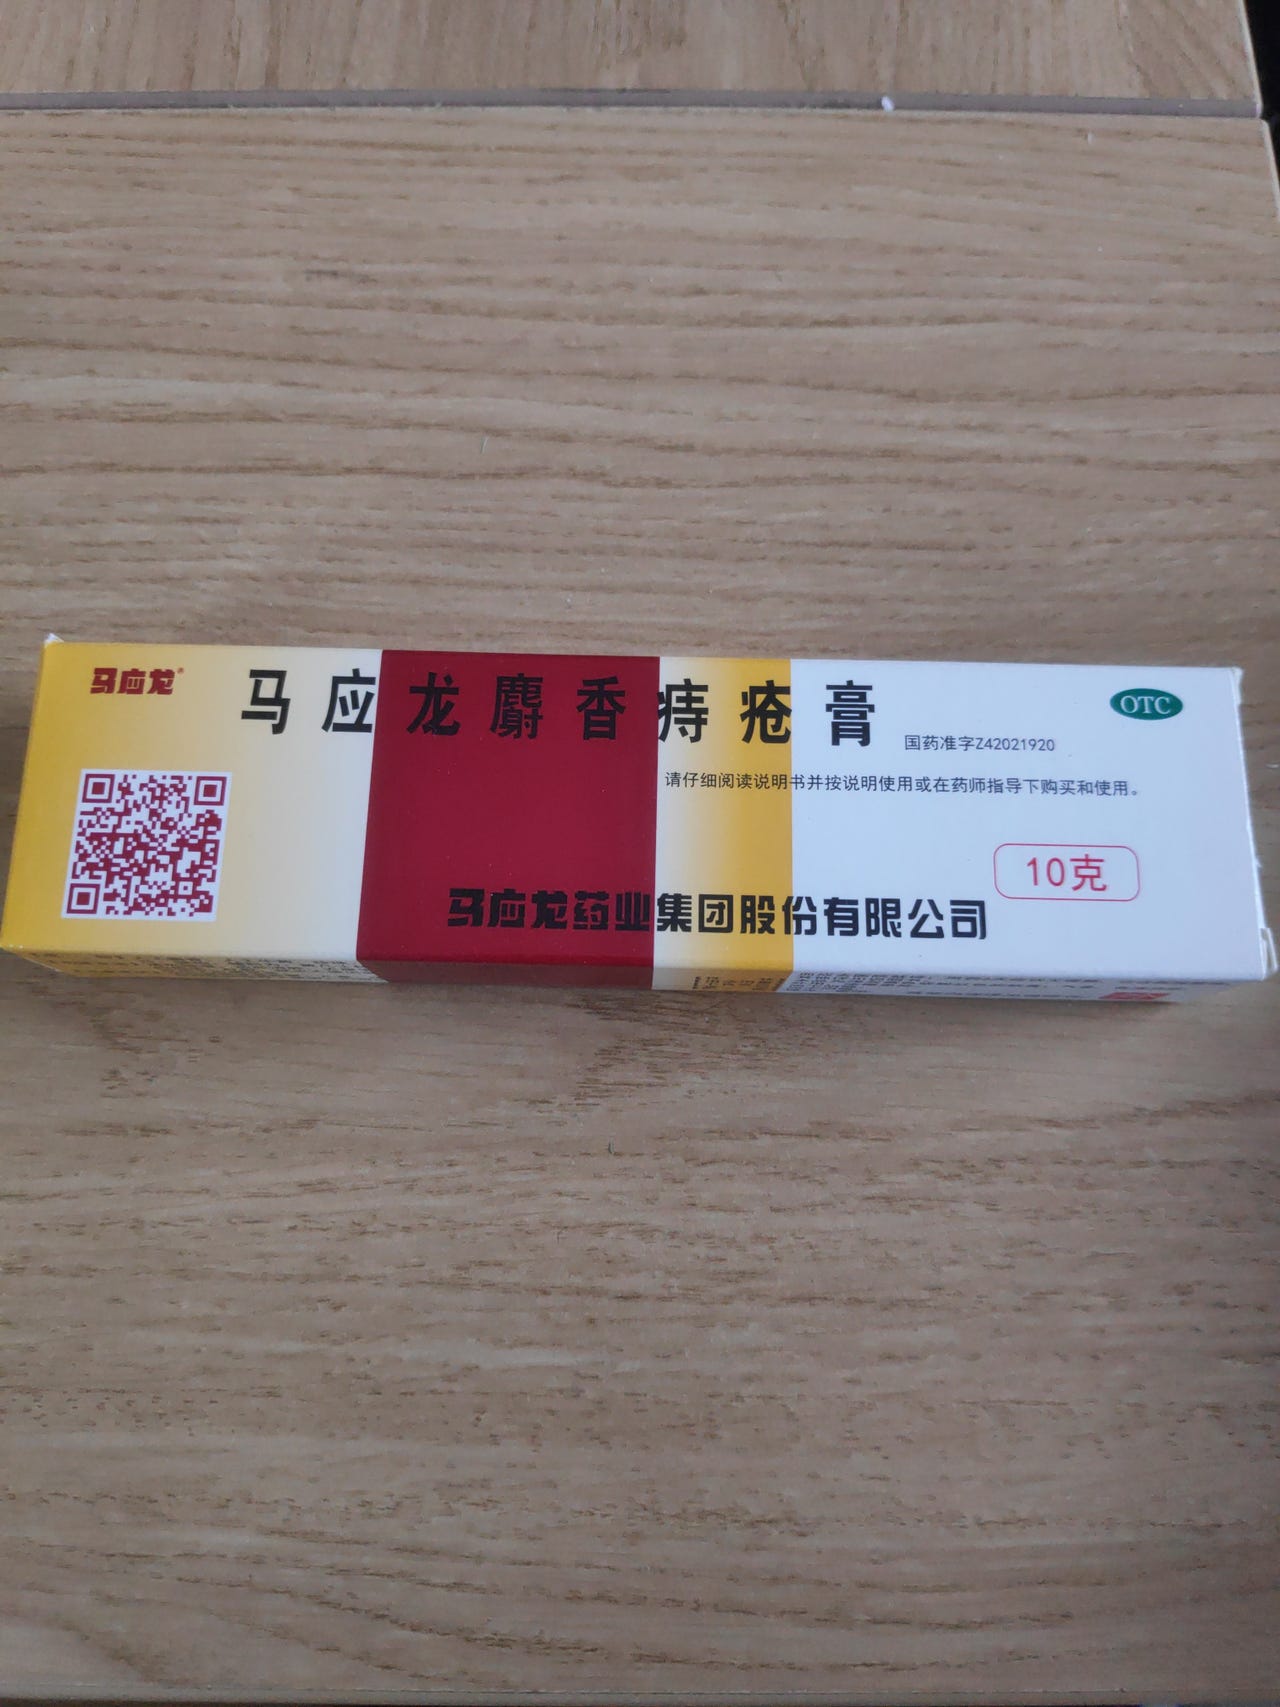 马应龙®
马应龙麝香痔疮膏
OTC
国药准字Z42021920
请仔细阅读说明书并按说明使用或在药师指导下购买和使用。
10克
马应龙药业集团股份有限公司